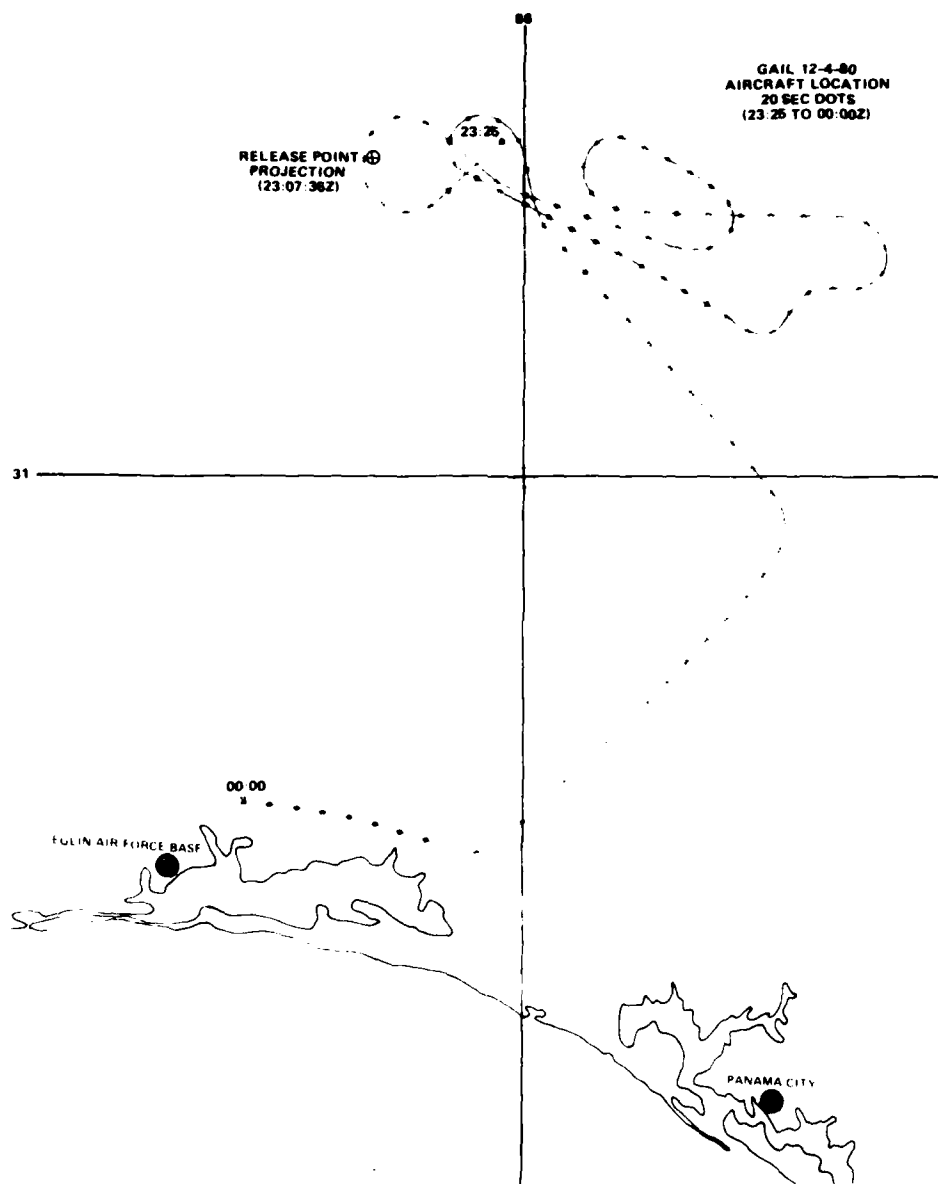 86
GAIL 12-4-80
AIRCRAFT LOCATION
20 SEC DOTS
(23:25 TO 00:00Z)
23:25
RELEASE POINT
PROJECTION
(23:07:36Z)
31
00:00
EGLIN AIR FORCE BASE
PANAMA CITY